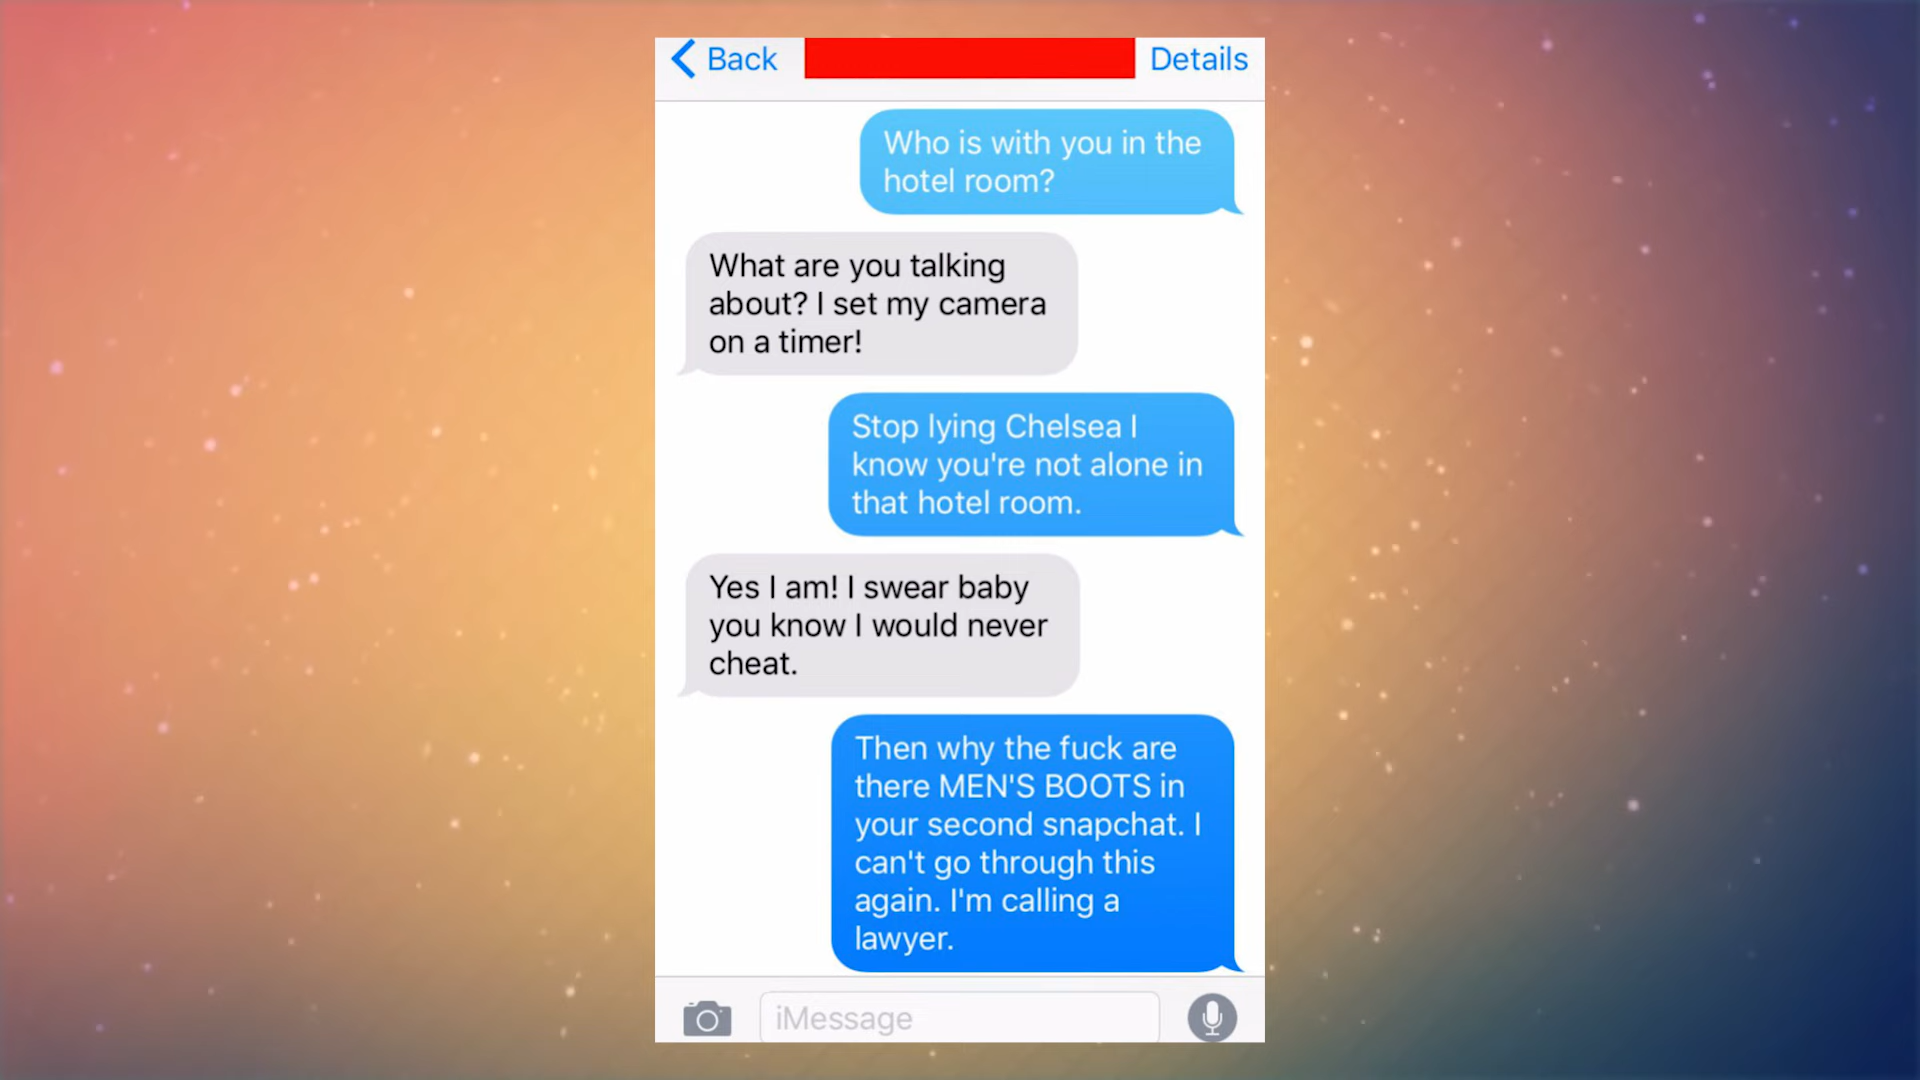 Back Details
Who is with you in the
hotel room?
What are you talking
about? I set my camera
on a timer!
Stop lying Chelsea I
know you're not alone in
that hotel room.
Yes I am! I swear baby
you know I would never
cheat.
Then why the fuck are
there MEN'S BOOTS in
your second snapchat. I
can't go through this
again. I'm calling a
lawyer.
iMessage